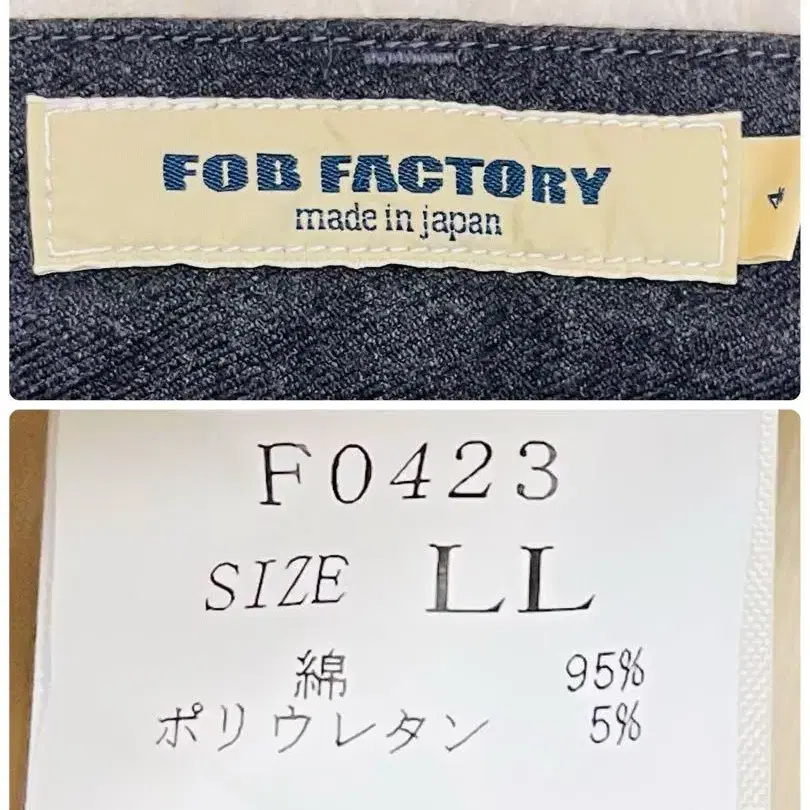 FOB FACTORY
made in japan
4
F0423
SIZE LL
綿 95%
ポリウレタン 5%